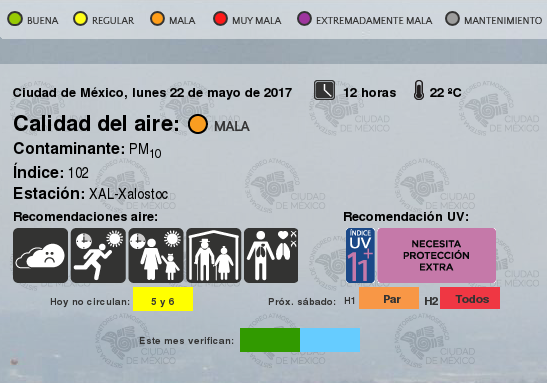 BUENA REGULAR MALA MUY MALA EXTREMADAMENTE MALA MANTENIMIENTO
Ciudad de México, lunes 22 de mayo de 2017 12 horas 22 ºC
Calidad del aire: MALA
Contaminante: PM10
Índice: 102
Estación: XAL-Xalostoc
Recomendaciones aire: Recomendación UV:
ÍNDICE UV 11+ NECESITA PROTECCIÓN EXTRA
Hoy no circulan: 5 y 6 Próx. sábado: H1 Par H2 Todos
Este mes verifican:
CIUDAD DE MÉXICO